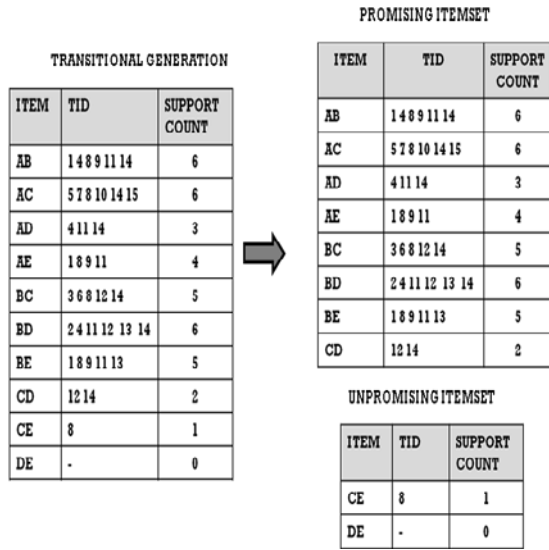 TRANSITIONAL GENERATION
ITEM TID SUPPORT COUNT
AB 1 4 8 9 11 14 6
AC 5 7 8 10 14 15 6
AD 4 11 14 3
AE 1 8 9 11 4
BC 3 6 8 12 14 5
BD 2 4 11 12 13 14 6
BE 1 8 9 11 13 5
CD 12 14 2
CE 8 1
DE - 0
PROMISING ITEMSET
ITEM TID SUPPORT COUNT
AB 1 4 8 9 11 14 6
AC 5 7 8 10 14 15 6
AD 4 11 14 3
AE 1 8 9 11 4
BC 3 6 8 12 14 5
BD 2 4 11 12 13 14 6
BE 1 8 9 11 13 5
CD 12 14 2
UNPROMISING ITEMSET
ITEM TID SUPPORT COUNT
CE 8 1
DE - 0